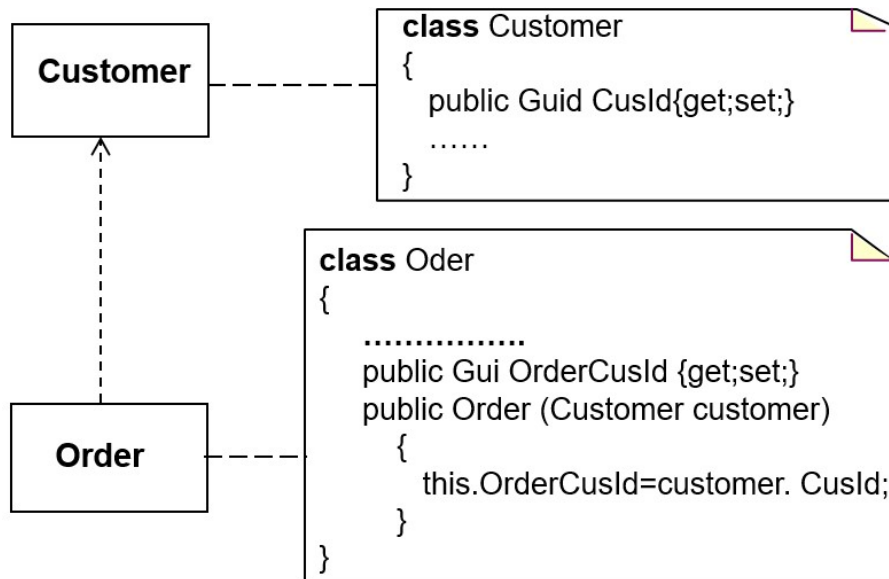 Customer
class Customer
{
public Guid CusId{get;set;}
……
}
class Oder
{
…………….
public Gui OrderCusId {get;set;}
public Order (Customer customer)
{
this.OrderCusId=customer. CusId;
}
}
Order